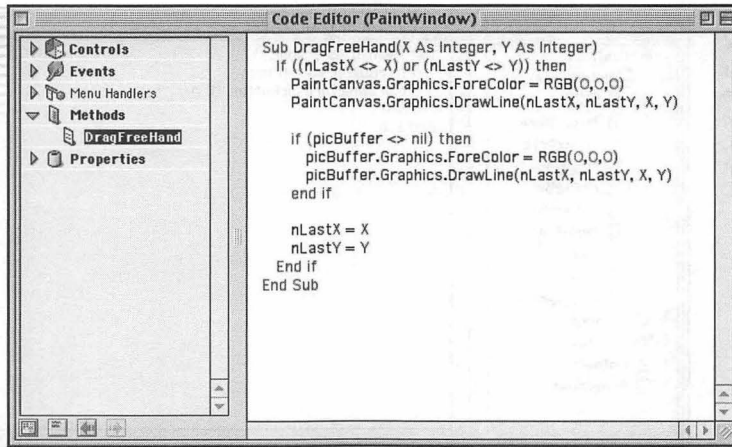 Code Editor (PaintWindow)
Controls
Events
Menu Handlers
Methods
DragFreeHand
Properties
Sub DragFreeHand(X As Integer, Y As Integer)
If ((nLastX <> X) or (nLastY <> Y)) then
PaintCanvas.Graphics.ForeColor = RGB(0,0,0)
PaintCanvas.Graphics.DrawLine(nLastX, nLastY, X, Y)
if (picBuffer <> nil) then
picBuffer.Graphics.ForeColor = RGB(0,0,0)
picBuffer.Graphics.DrawLine(nLastX, nLastY, X, Y)
end if
nLastX = X
nLastY = Y
End if
End Sub